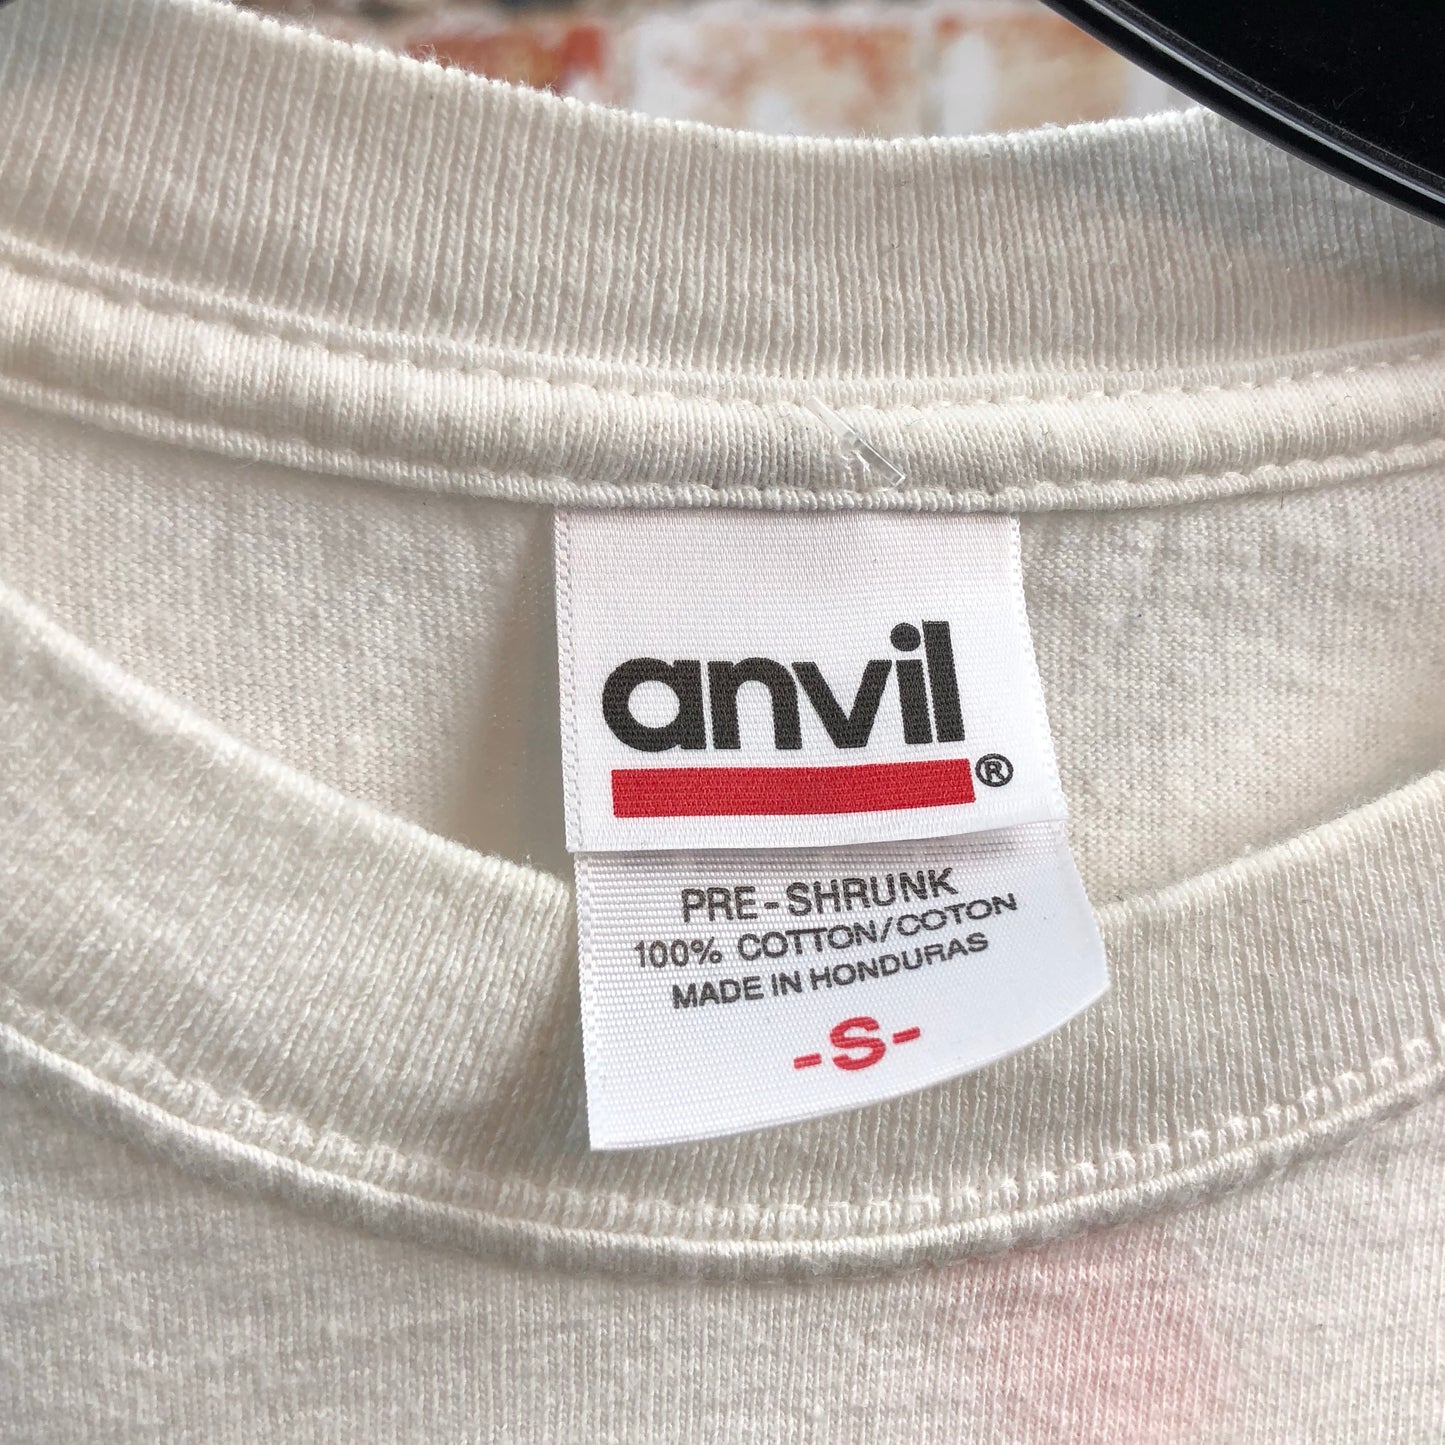 anvil®
PRE-SHRUNK
100% COTTON/COTON
MADE IN HONDURAS
-S-